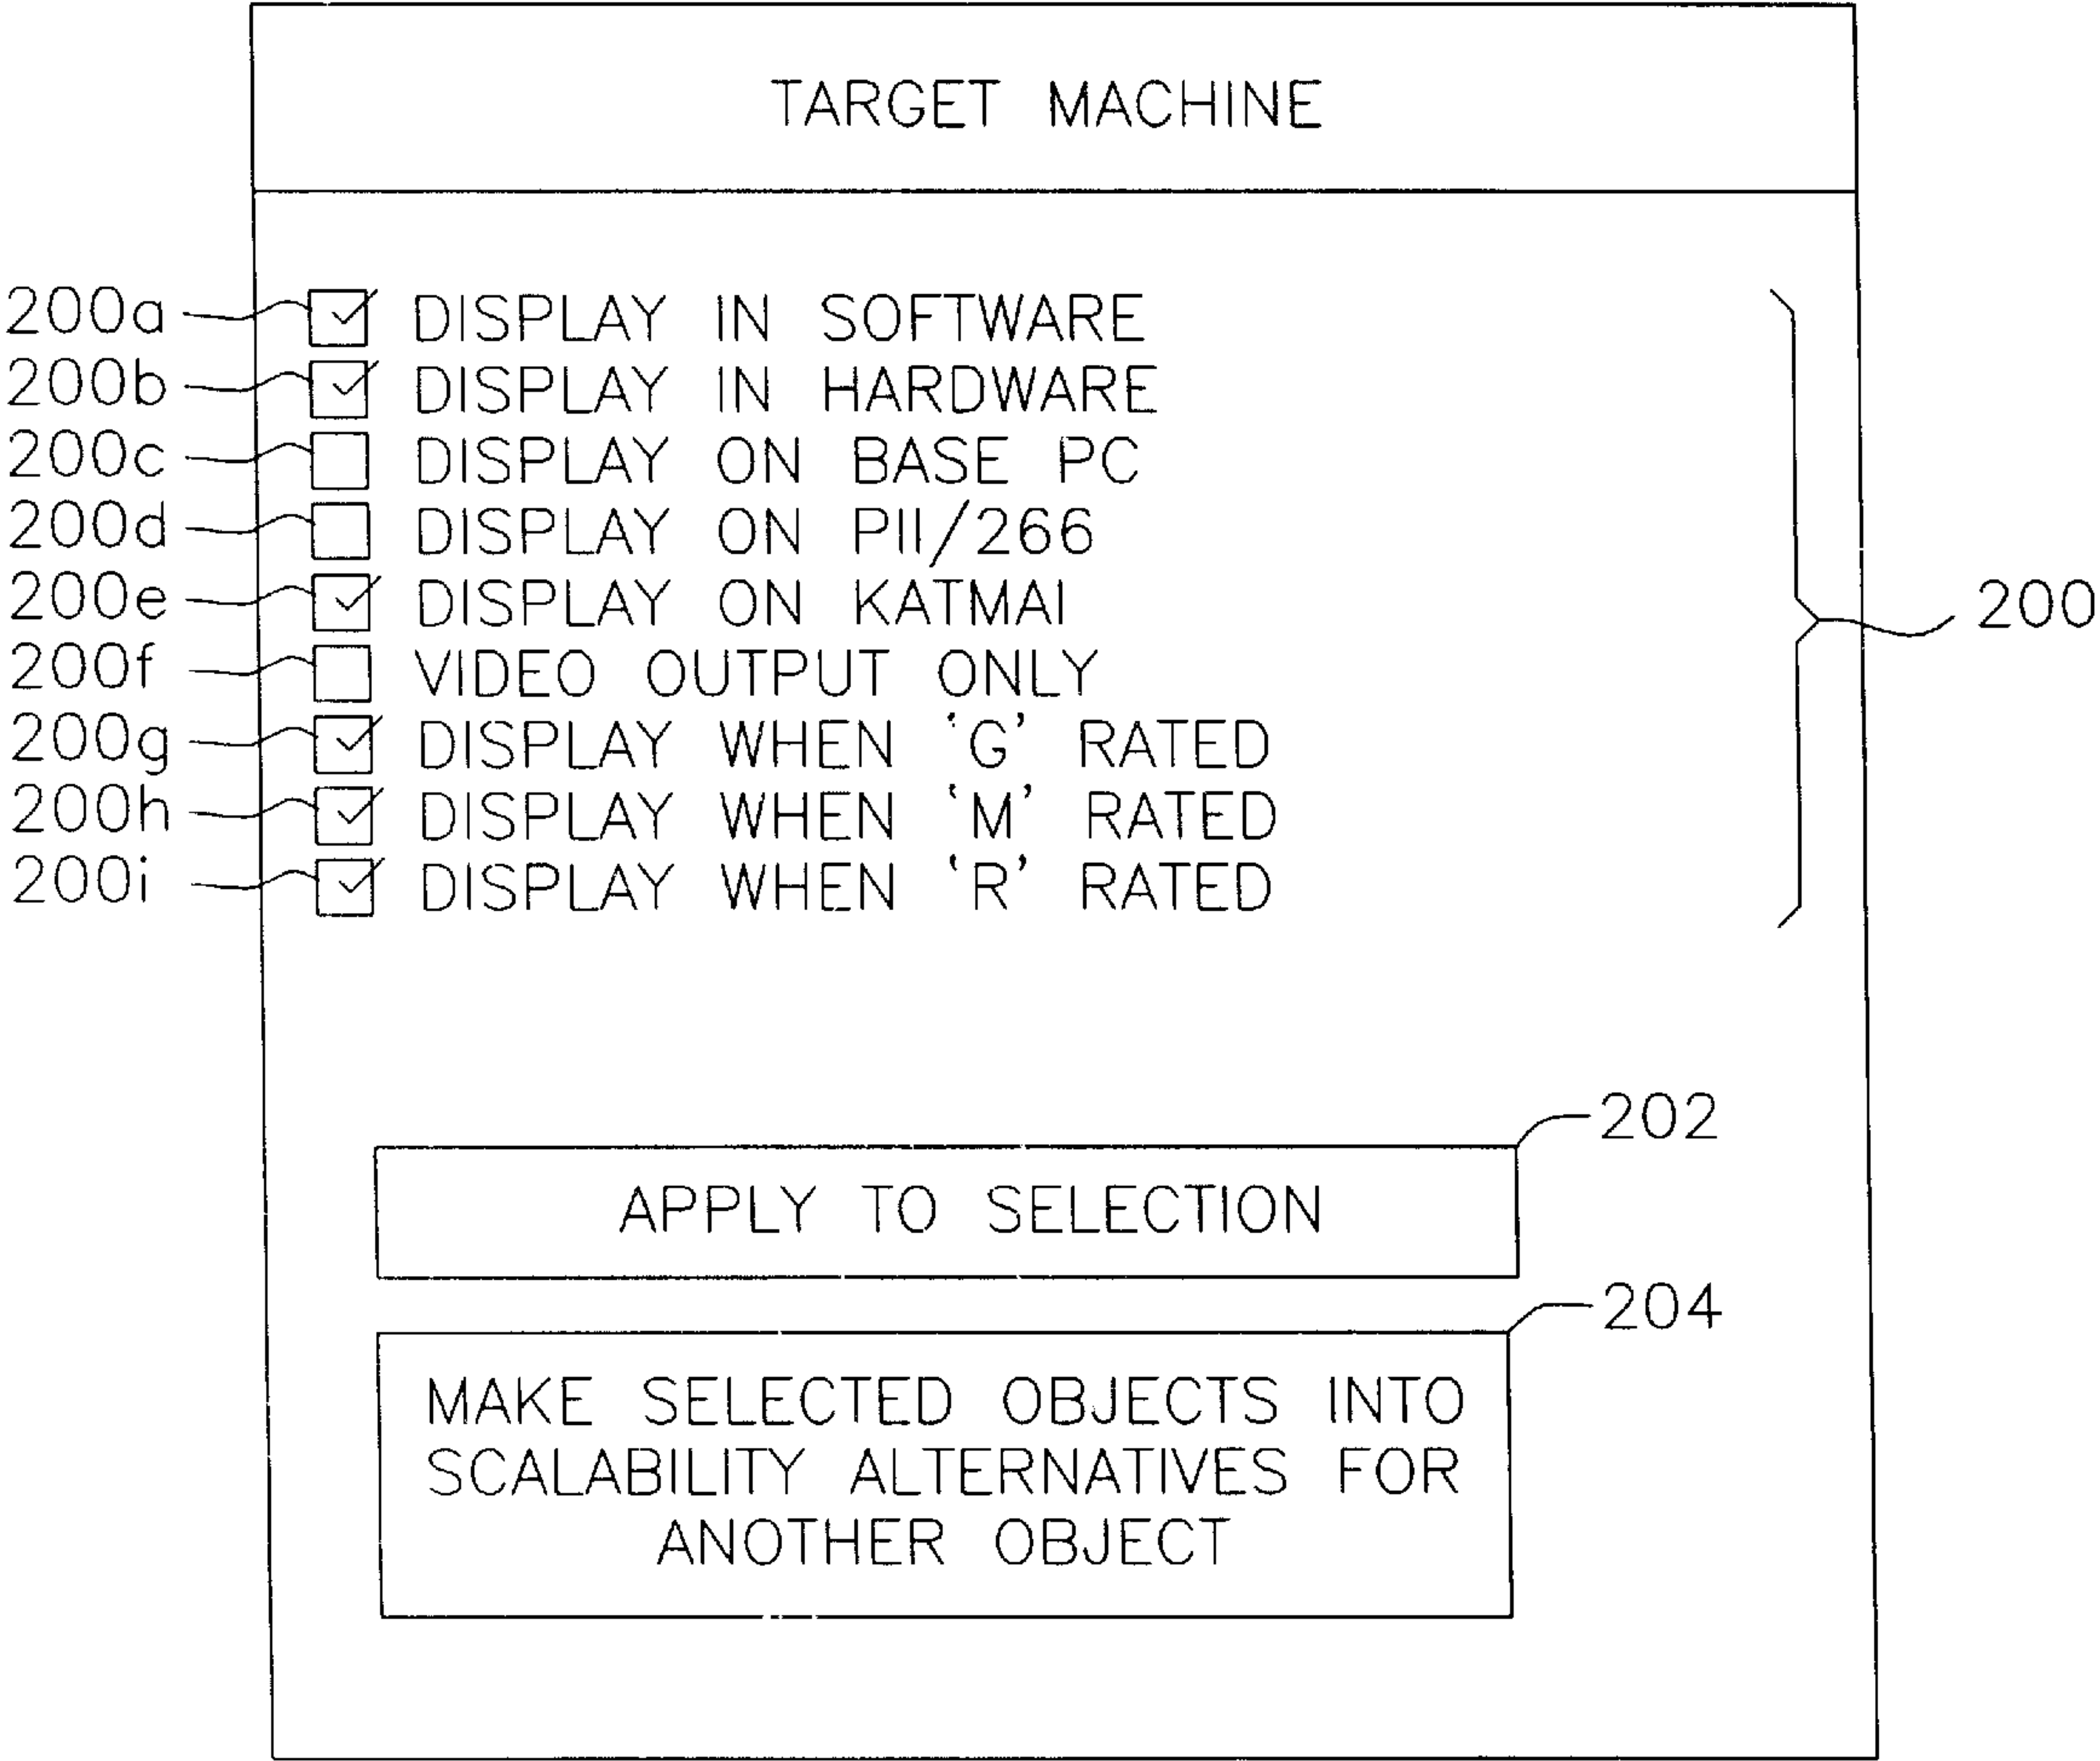 TARGET MACHINE
200a DISPLAY IN SOFTWARE
200b DISPLAY IN HARDWARE
200c DISPLAY ON BASE PC
200d DISPLAY ON PII/266
200e DISPLAY ON KATMAI
200f VIDEO OUTPUT ONLY
200g DISPLAY WHEN 'G' RATED
200h DISPLAY WHEN 'M' RATED
200i DISPLAY WHEN 'R' RATED
200
202
APPLY TO SELECTION
204
MAKE SELECTED OBJECTS INTO
SCALABILITY ALTERNATIVES FOR
ANOTHER OBJECT